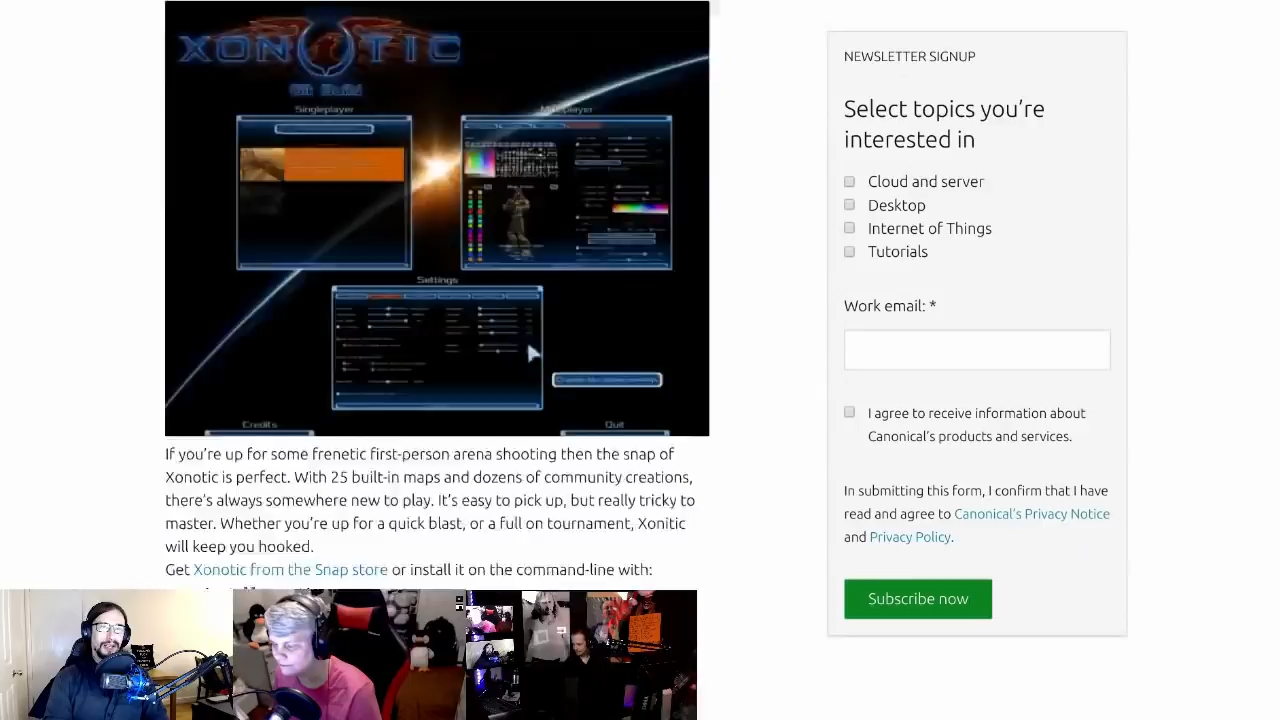 XONOTIC
Singleplayer
Multiplayer
Settings
Credits
Quit
If you're up for some frenetic first-person arena shooting then the snap of
Xonotic is perfect. With 25 built-in maps and dozens of community creations,
there's always somewhere new to play. It's easy to pick up, but really tricky to
master. Whether you're up for a quick blast, or a full on tournament, Xonitic
will keep you hooked.
Get Xonotic from the Snap store or install it on the command-line with:
NEWSLETTER SIGNUP
Select topics you’re
interested in
Cloud and server
Desktop
Internet of Things
Tutorials
Work email: *
I agree to receive information about
Canonical's products and services.
In submitting this form, I confirm that I have
read and agree to Canonical's Privacy Notice
and Privacy Policy.
Subscribe now